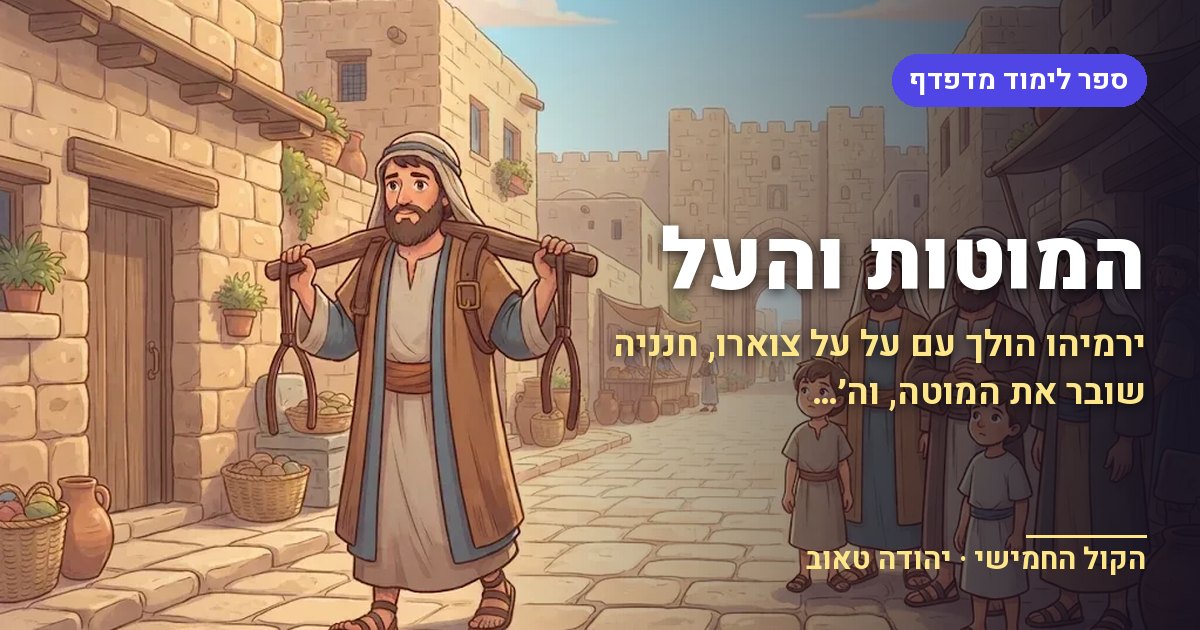 ספר לימוד מדפדף
המוטות והעל
ירמיהו הולך עם על על צוארו, חנניה
שובר את המוטה, וה׳...
הקול החמישי · יהודה טאוב